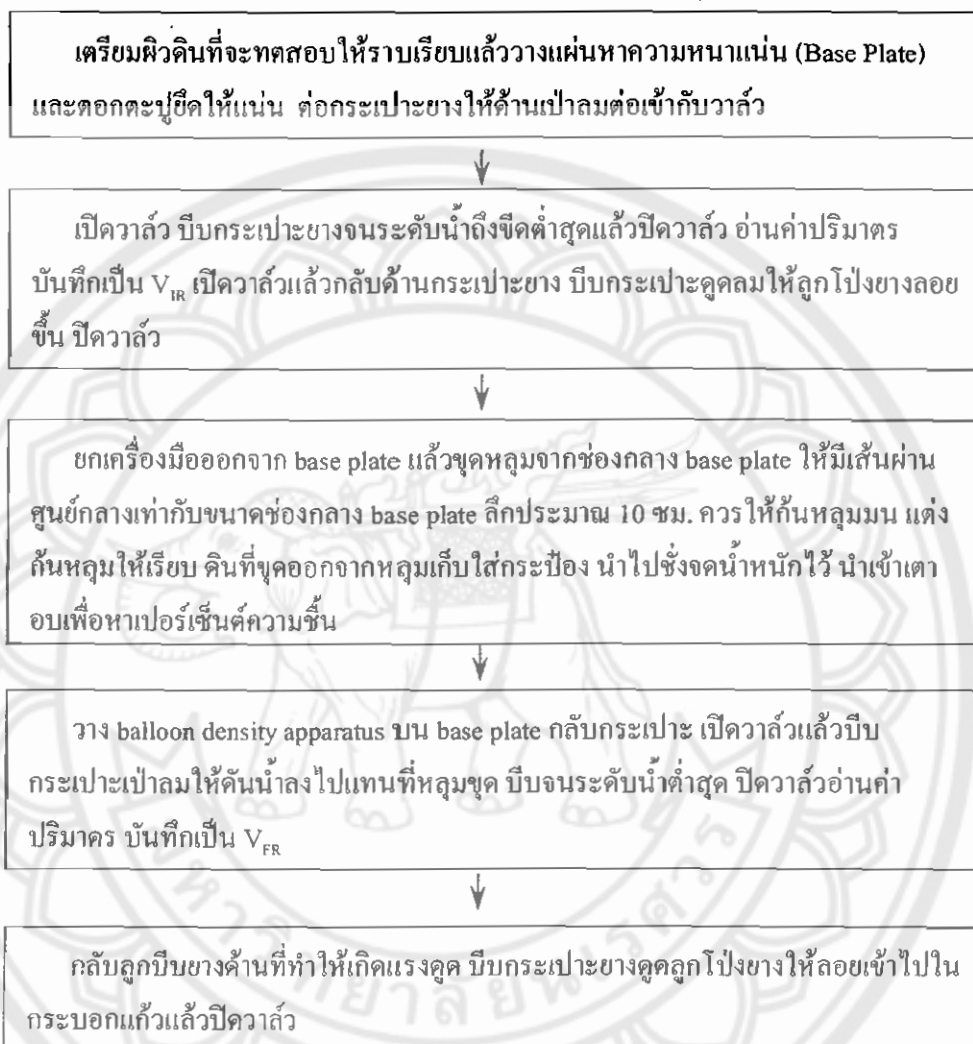 เตรียมผิวดินที่จะทดสอบให้ราบเรียบแล้ววางแผ่นหาความหนาแน่น (Base Plate)
และตอกตะปูยึดให้แน่น ต่อกระเปาะยางให้ด้านเป่าลมต่อเข้ากับวาล์ว
เปิดวาล์ว บีบกระเปาะยางจนระดับน้ำถึงขีดต่ำสุดแล้วปิดวาล์ว อ่านค่าปริมาตร
บันทึกเป็น V_IR เปิดวาล์วแล้วกลับด้านกระเปาะยาง บีบกระเปาะดูดลมให้ลูกโป่งยางลอย
ขึ้น ปิดวาล์ว
ยกเครื่องมือออกจาก base plate แล้วขุดหลุมจากช่องกลาง base plate ให้มีเส้นผ่าน
ศูนย์กลางเท่ากับขนาดช่องกลาง base plate ลึกประมาณ 10 ซม. ควรให้ก้นหลุมมน แต่ง
ก้นหลุมให้เรียบ ดินที่ขุดออกจากหลุมเก็บใส่กระป๋อง นำไปชั่งจดน้ำหนักไว้ นำเข้าเตา
อบเพื่อหาเปอร์เซ็นต์ความชื้น
วาง balloon density apparatus บน base plate กลับกระเปาะ เปิดวาล์วแล้วบีบ
กระเปาะเป่าลมให้ดันน้ำลงไปแทนที่หลุมขุด บีบจนระดับน้ำต่ำสุด ปิดวาล์วอ่านค่า
ปริมาตร บันทึกเป็น V_FR
กลับลูกบีบยางด้านที่ทำให้เกิดแรงดูด บีบกระเปาะยางดูดลูกโป่งยางให้ลอยเข้าไปใน
กระบอกแก้วแล้วปิดวาล์ว
มหาวิทยาลัยนเรศวร